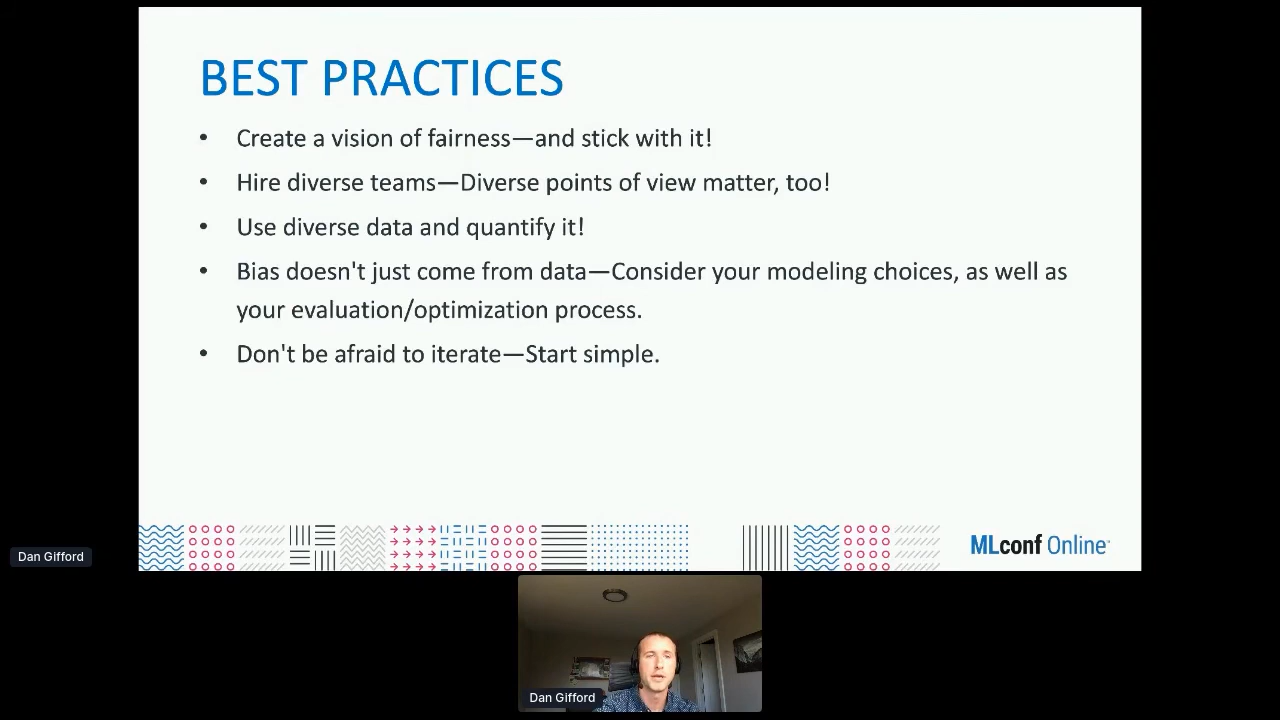 BEST PRACTICES
• Create a vision of fairness—and stick with it!
• Hire diverse teams—Diverse points of view matter, too!
• Use diverse data and quantify it!
• Bias doesn't just come from data—Consider your modeling choices, as well as
your evaluation/optimization process.
• Don't be afraid to iterate—Start simple.
MLconf Online™
Dan Gifford
Dan Gifford